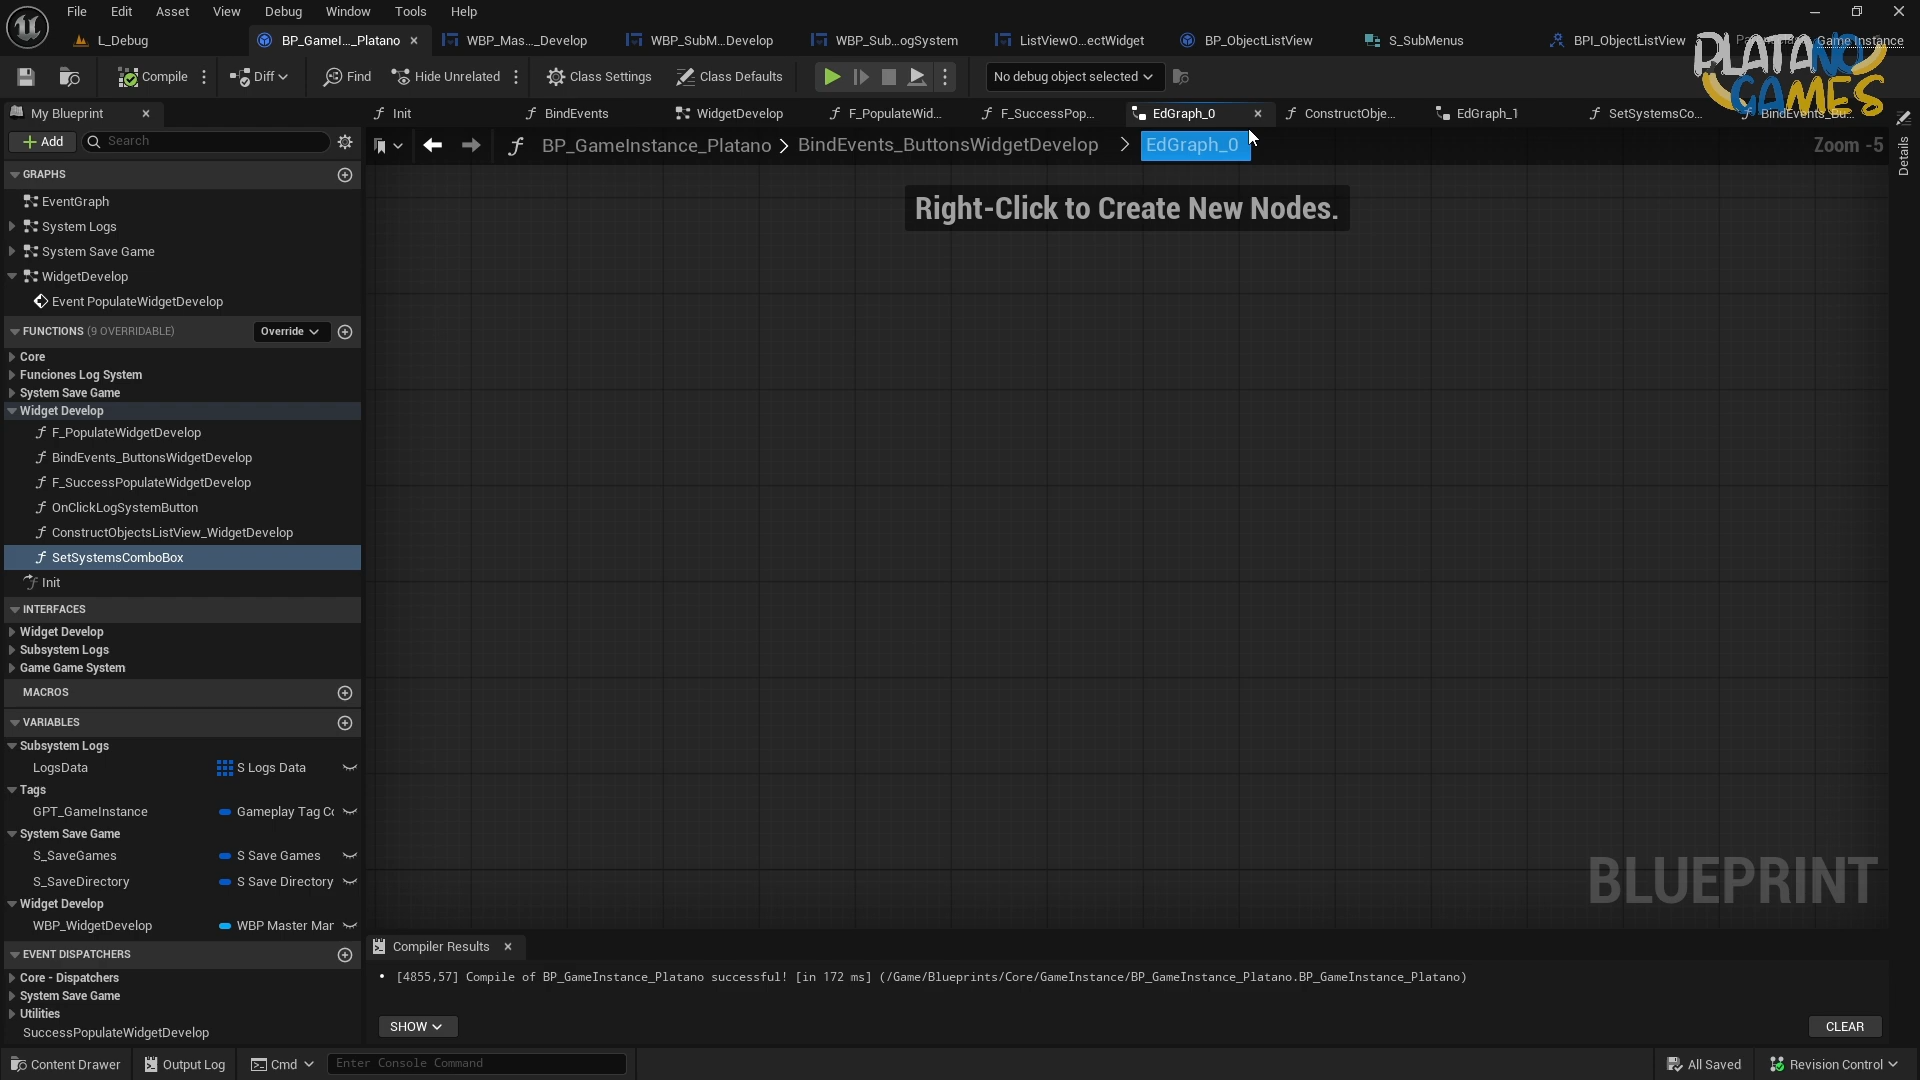 File Edit Asset View Debug Window Tools Help
L_Debug BP_GameI..._Platano WBP_Mas..._Develop WBP_SubM...Develop WBP_Sub...ogSystem ListViewO...ectWidget BP_ObjectListView S_SubMenus BPI_ObjectListView Game Instance
PLATANO
GAMES
Compile Diff Find Hide Unrelated Class Settings Class Defaults No debug object selected
My Blueprint Init BindEvents WidgetDevelop F_PopulateWid... F_SuccessPop... EdGraph_0 ConstructObje... EdGraph_1 SetSystemsCo... BindEvents_Bu...
Add Search BP_GameInstance_Platano > BindEvents_ButtonsWidgetDevelop > EdGraph_0 Zoom -5
Details
Right-Click to Create New Nodes.
GRAPHS
EventGraph
System Logs
System Save Game
WidgetDevelop
Event PopulateWidgetDevelop
FUNCTIONS (9 OVERRIDABLE) Override
Core
Funciones Log System
System Save Game
Widget Develop
F_PopulateWidgetDevelop
BindEvents_ButtonsWidgetDevelop
F_SuccessPopulateWidgetDevelop
OnClickLogSystemButton
ConstructObjectsListView_WidgetDevelop
SetSystemsComboBox
Init
INTERFACES
Widget Develop
Subsystem Logs
Game Game System
MACROS
VARIABLES
Subsystem Logs
LogsData S Logs Data
Tags
GPT_GameInstance Gameplay Tag Co
System Save Game
S_SaveGames S Save Games
S_SaveDirectory S Save Directory
Widget Develop
WBP_WidgetDevelop WBP Master Mar
EVENT DISPATCHERS
Core - Dispatchers
System Save Game
Utilities
SuccessPopulateWidgetDevelop
BLUEPRINT
Compiler Results
• [4855,57] Compile of BP_GameInstance_Platano successful! [in 172 ms] (/Game/Blueprints/Core/GameInstance/BP_GameInstance_Platano.BP_GameInstance_Platano)
SHOW CLEAR
Content Drawer Output Log Cmd Enter Console Command All Saved Revision Control